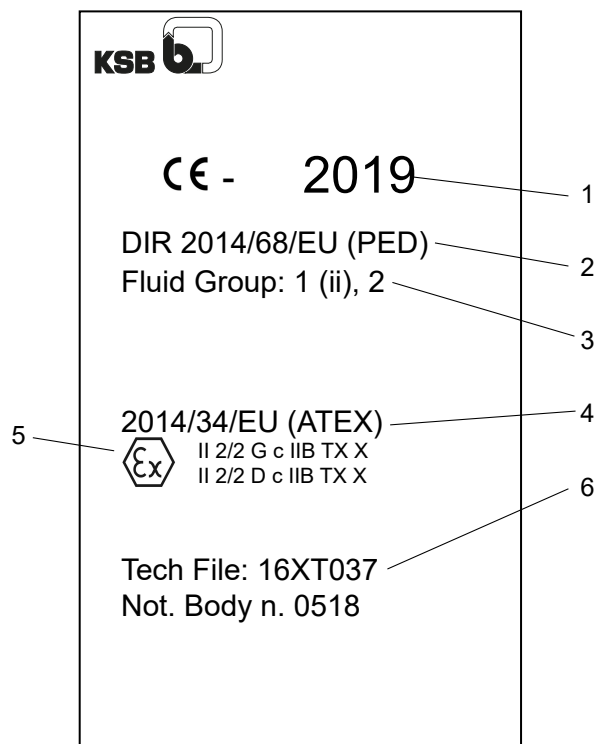 KSB
CE - 2019 1
DIR 2014/68/EU (PED) 2
Fluid Group: 1 (ii), 2 3
2014/34/EU (ATEX) 4
5 Ex II 2/2 G c IIB TX X
II 2/2 D c IIB TX X
6
Tech File: 16XT037
Not. Body n. 0518